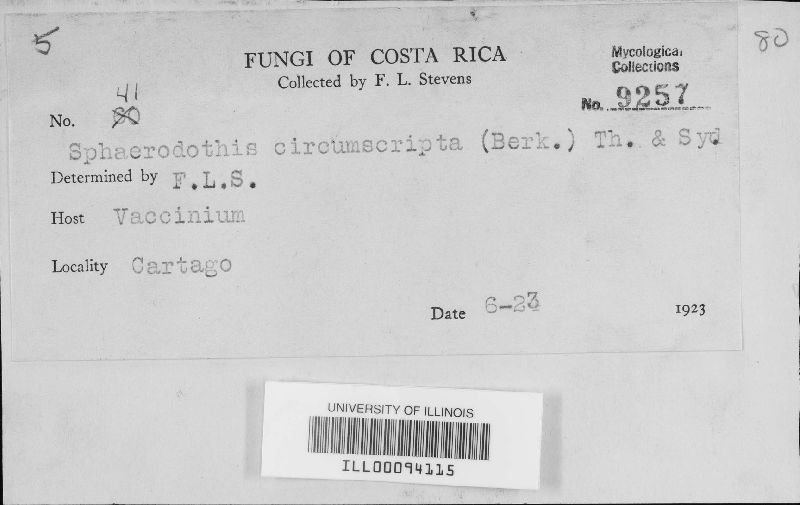 5
80
FUNGI OF COSTA RICA
Collected by F. L. Stevens
Mycological
Collections
No. 9257
41
No. 80
Sphaerodothis circumscripta (Berk.) Th. & Syd.
Determined by F.L.S.
Host Vaccinium
Locality Cartago
Date 6-23 1923
UNIVERSITY OF ILLINOIS
ILL00094115